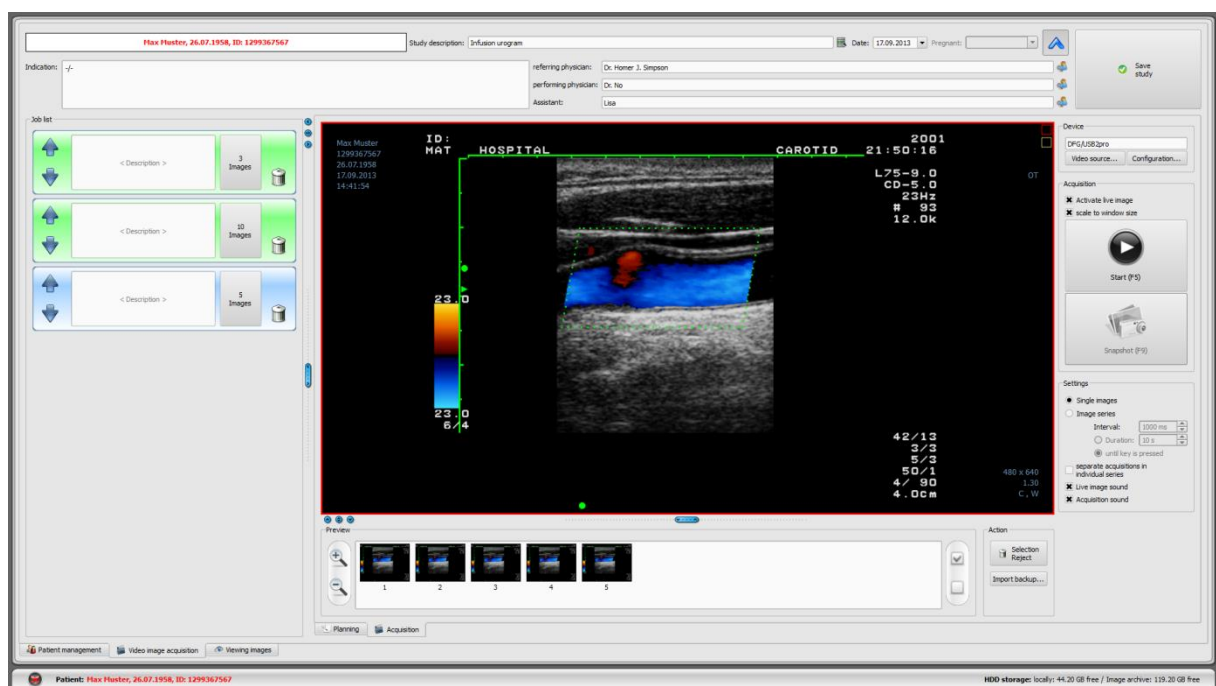 Max Muster, 26.07.1958, ID: 1299367567
Study description: Infusion urogram
Date: 17.09.2013
Pregnant:
Save study
Indication: -/-
referring physician: Dr. Homer J. Simpson
performing physician: Dr. No
Assistant: Lisa
Job list
< Description >
3
Images
< Description >
10
Images
< Description >
5
Images
Max Muster
1299367567
26.07.1958
17.09.2013
14:41:54
ID:
MAT HOSPITAL CAROTID
2001
21:50:16
L75-9.0
CD-5.0
23Hz
# 93
12.0k
OT
23.0
23.0
6/4
42/13
3/3
5/3
50/1
4/ 90
4.0cm
480 x 640
1.30
C , W
Device
DFG/USB2pro
Video source... Configuration...
Acquisition
Activate live image
scale to window size
Start (F5)
Snapshot (F9)
Settings
Single images
Image series
Interval: 1000 ms
Duration: 10 s
until key is pressed
separate acquisitions in
individual series
Live image sound
Acquisition sound
Preview
1 2 3 4 5
Action
Selection
Reject
Import backup...
Planning Acquisition
Patient management Video image acquisition Viewing images
Patient: Max Muster, 26.07.1958, ID: 1299367567
HDD storage: locally: 44.20 GB free / Image archive: 119.20 GB free